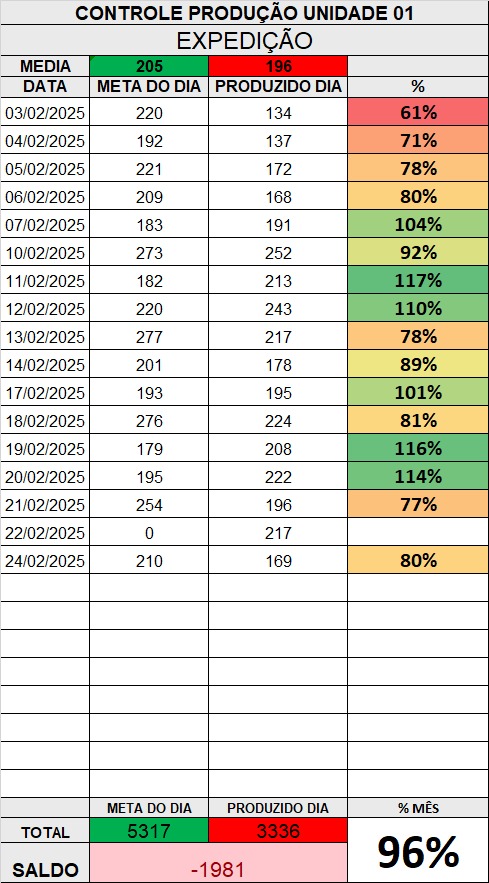 CONTROLE PRODUÇÃO UNIDADE 01
EXPEDIÇÃO
MEDIA 205 196
DATA META DO DIA PRODUZIDO DIA %
03/02/2025 220 134 61%
04/02/2025 192 137 71%
05/02/2025 221 172 78%
06/02/2025 209 168 80%
07/02/2025 183 191 104%
10/02/2025 273 252 92%
11/02/2025 182 213 117%
12/02/2025 220 243 110%
13/02/2025 277 217 78%
14/02/2025 201 178 89%
17/02/2025 193 195 101%
18/02/2025 276 224 81%
19/02/2025 179 208 116%
20/02/2025 195 222 114%
21/02/2025 254 196 77%
22/02/2025 0 217
24/02/2025 210 169 80%
META DO DIA PRODUZIDO DIA % MÊS
TOTAL 5317 3336 96%
SALDO -1981